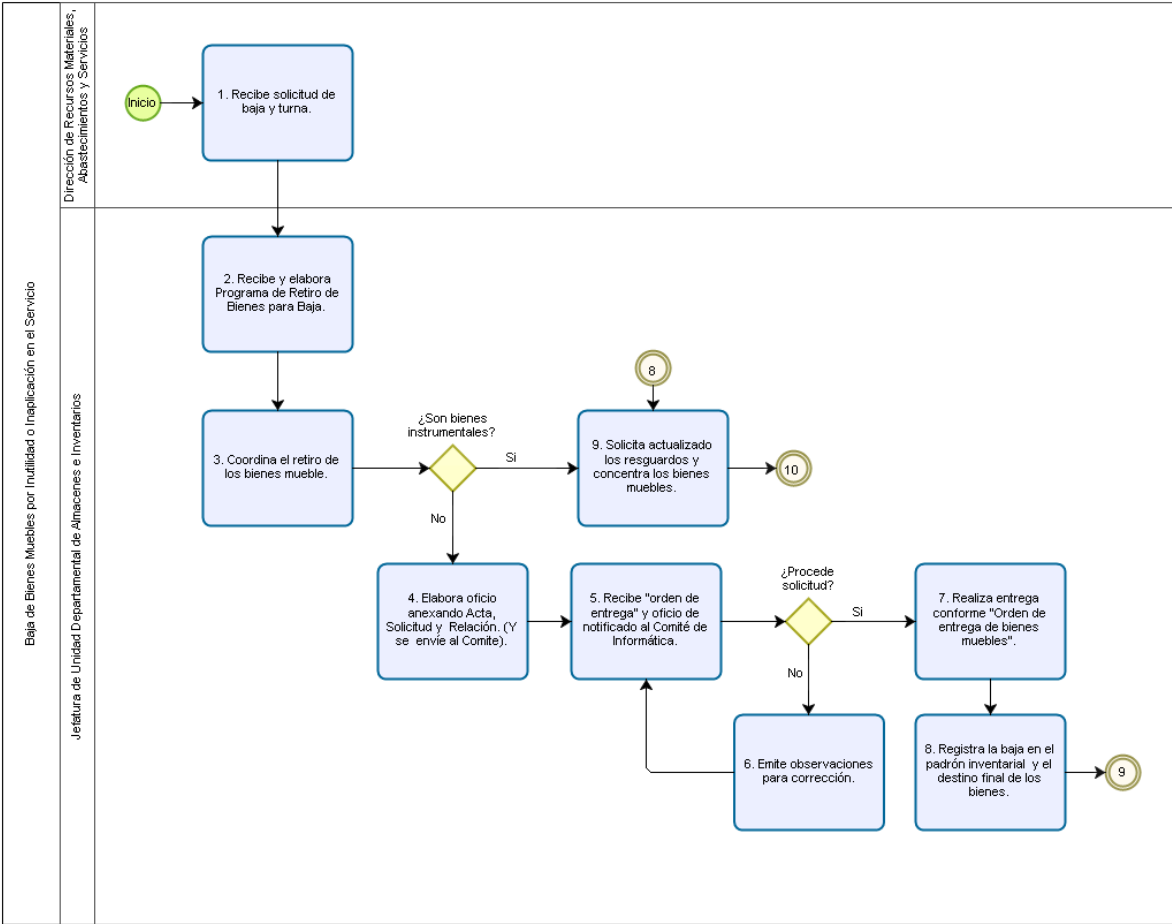 Baja de Bienes Muebles por Inutilidad o Inaplicación en el Servicio
Dirección de Recursos Materiales,
Abastecimientos y Servicios
Inicio
1. Recibe solicitud de
baja y turna.
Jefatura de Unidad Departamental de Almacenes e Inventarios
2. Recibe y elabora
Programa de Retiro de
Bienes para Baja.
3. Coordina el retiro de
los bienes mueble.
¿Son bienes
instrumentales?
Si
No
8
9. Solicita actualizado
los resguardos y
concentra los bienes
muebles.
10
4. Elabora oficio
anexando Acta,
Solicitud y Relación. (Y
se envíe al Comite).
5. Recibe "orden de
entrega" y oficio de
notificado al Comité de
Informática.
¿Procede
solicitud?
Si
No
7. Realiza entrega
conforme "Orden de
entrega de bienes
muebles".
6. Emite observaciones
para corrección.
8. Registra la baja en el
padrón inventarial y el
destino final de los
bienes.
9